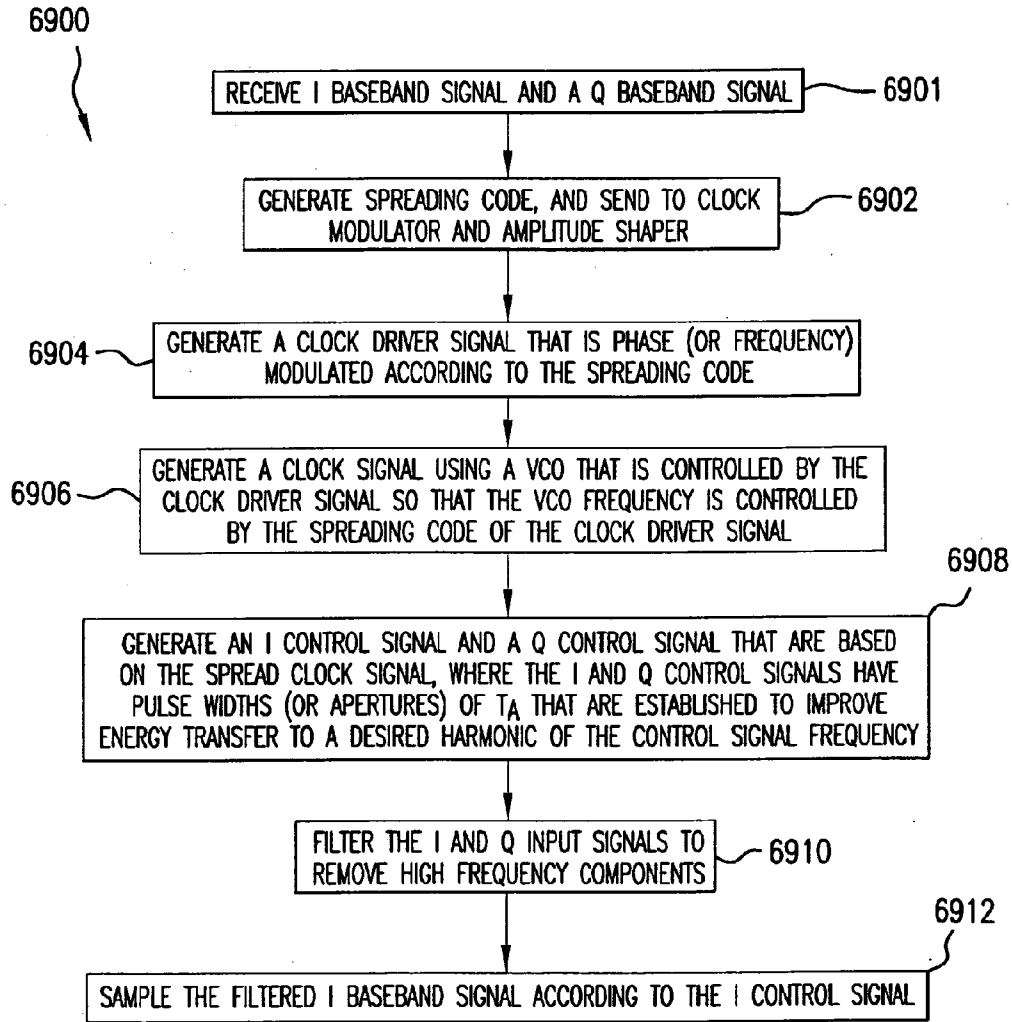 6900
RECEIVE I BASEBAND SIGNAL AND A Q BASEBAND SIGNAL
6901
GENERATE SPREADING CODE, AND SEND TO CLOCK
MODULATOR AND AMPLITUDE SHAPER
6902
6904
GENERATE A CLOCK DRIVER SIGNAL THAT IS PHASE (OR FREQUENCY)
MODULATED ACCORDING TO THE SPREADING CODE
6906
GENERATE A CLOCK SIGNAL USING A VCO THAT IS CONTROLLED BY THE
CLOCK DRIVER SIGNAL SO THAT THE VCO FREQUENCY IS CONTROLLED
BY THE SPREADING CODE OF THE CLOCK DRIVER SIGNAL
6908
GENERATE AN I CONTROL SIGNAL AND A Q CONTROL SIGNAL THAT ARE BASED
ON THE SPREAD CLOCK SIGNAL, WHERE THE I AND Q CONTROL SIGNALS HAVE
PULSE WIDTHS (OR APERTURES) OF TA THAT ARE ESTABLISHED TO IMPROVE
ENERGY TRANSFER TO A DESIRED HARMONIC OF THE CONTROL SIGNAL FREQUENCY
FILTER THE I AND Q INPUT SIGNALS TO
REMOVE HIGH FREQUENCY COMPONENTS
6910
6912
SAMPLE THE FILTERED I BASEBAND SIGNAL ACCORDING TO THE I CONTROL SIGNAL